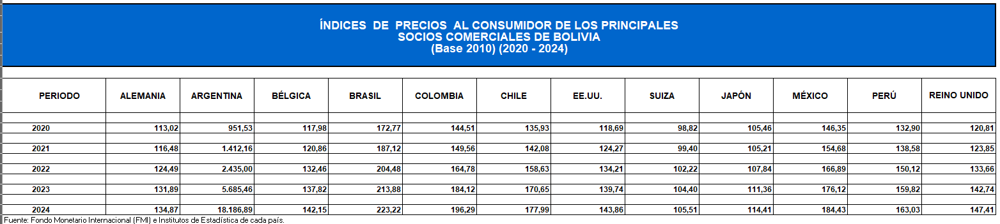 ÍNDICES DE PRECIOS AL CONSUMIDOR DE LOS PRINCIPALES
SOCIOS COMERCIALES DE BOLIVIA
(Base 2010) (2020 - 2024)
PERIODO ALEMANIA ARGENTINA BÉLGICA BRASIL COLOMBIA CHILE EE.UU. SUIZA JAPÓN MÉXICO PERÚ REINO UNIDO
2020 113,02 951,53 117,98 172,77 144,51 135,93 118,69 98,82 105,46 146,35 132,90 120,81
2021 116,48 1.412,16 120,86 187,12 149,56 142,08 124,27 99,40 105,21 154,68 138,58 123,85
2022 124,49 2.435,00 132,46 204,48 164,78 158,63 134,21 102,22 107,84 166,89 150,12 133,66
2023 131,89 5.685,46 137,82 213,88 184,12 170,65 139,74 104,40 111,36 176,12 159,82 142,74
2024 134,87 18.186,89 142,15 223,22 196,29 177,99 143,86 105,51 114,41 184,43 163,03 147,41
Fuente: Fondo Monetario Internacional (FMI) e Institutos de Estadística de cada país.